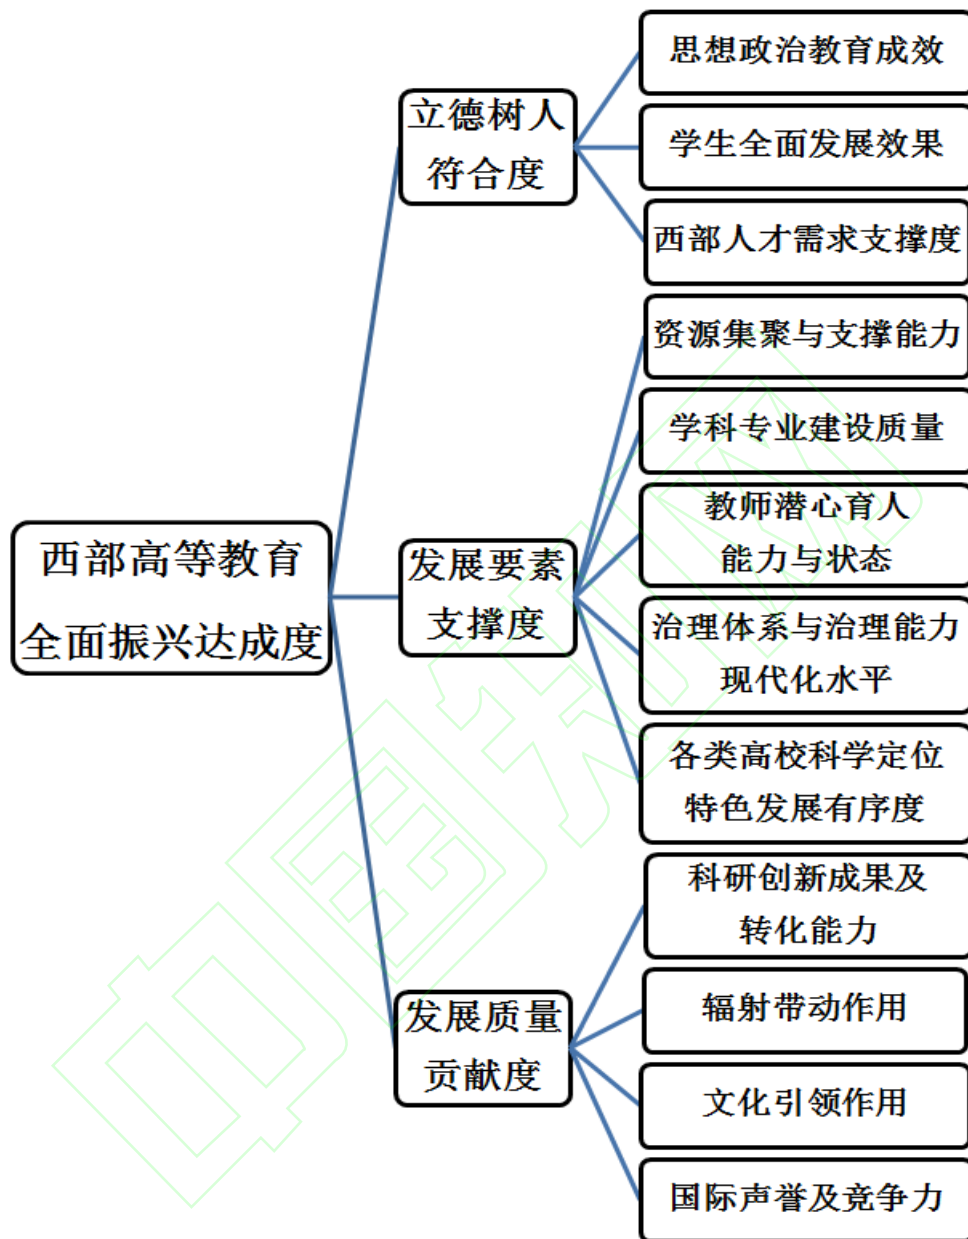 西部高等教育
全面振兴达成度
立德树人
符合度
思想政治教育成效
学生全面发展效果
西部人才需求支撑度
发展要素
支撑度
资源集聚与支撑能力
学科专业建设质量
教师潜心育人
能力与状态
治理体系与治理能力
现代化水平
各类高校科学定位
特色发展有序度
发展质量
贡献度
科研创新成果及
转化能力
辐射带动作用
文化引领作用
国际声誉及竞争力
中国知网